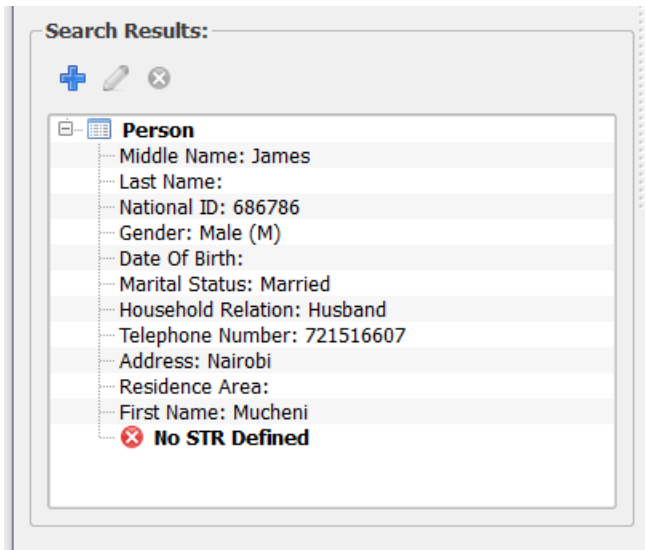 Search Results:
Person
Middle Name: James
Last Name:
National ID: 686786
Gender: Male (M)
Date Of Birth:
Marital Status: Married
Household Relation: Husband
Telephone Number: 721516607
Address: Nairobi
Residence Area:
First Name: Mucheni
No STR Defined